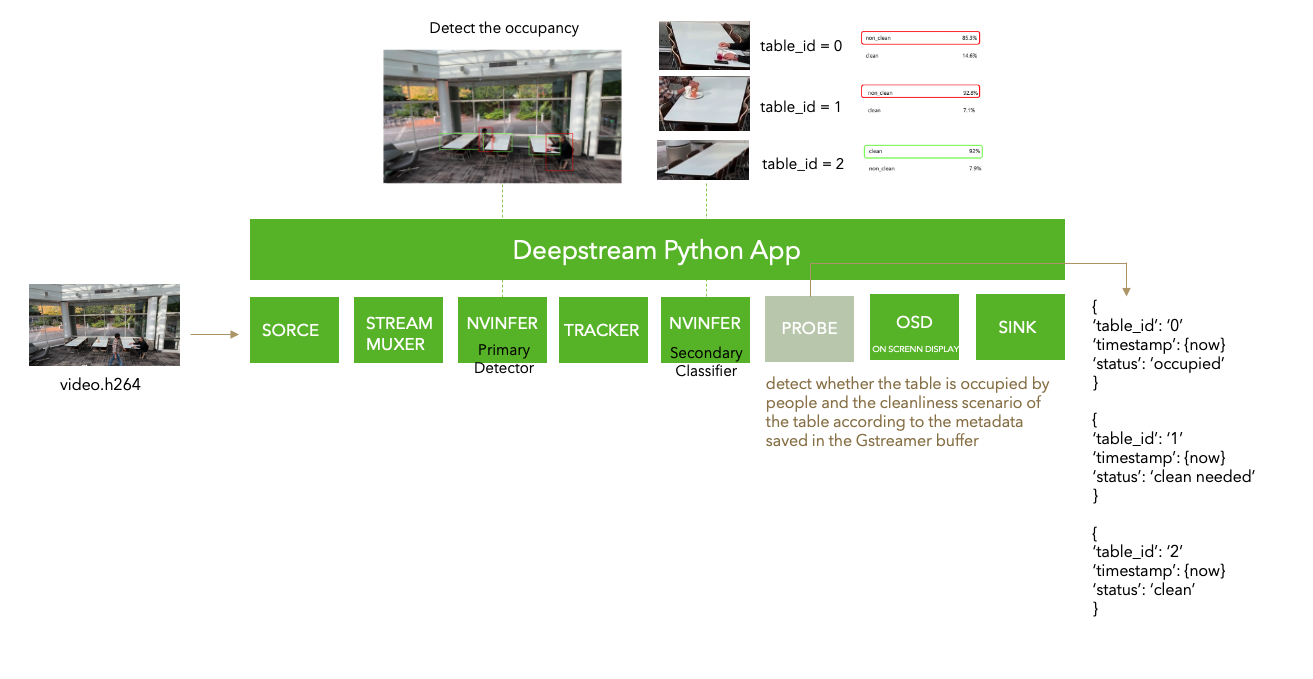 Detect the occupancy
table_id = 0
non_clean 85.3%
clean 14.6%
table_id = 1
non_clean 92.8%
clean 7.1%
table_id = 2
clean 92%
non_clean 7.9%
Deepstream Python App
video.h264
SORCE
STREAM
MUXER
NVINFER
Primary
Detector
TRACKER
NVINFER
Secondary
Classifier
PROBE
OSD
ON SCRENN DISPLAY
SINK
detect whether the table is occupied by
people and the cleanliness scenario of
the table according to the metadata
saved in the Gstreamer buffer
{
‘table_id’: ‘0’
‘timestamp’: {now}
‘status’: ‘occupied’
}
{
‘table_id’: ‘1’
‘timestamp’: {now}
‘status’: ‘clean needed’
}
{
‘table_id’: ‘2’
‘timestamp’: {now}
‘status’: ‘clean’
}